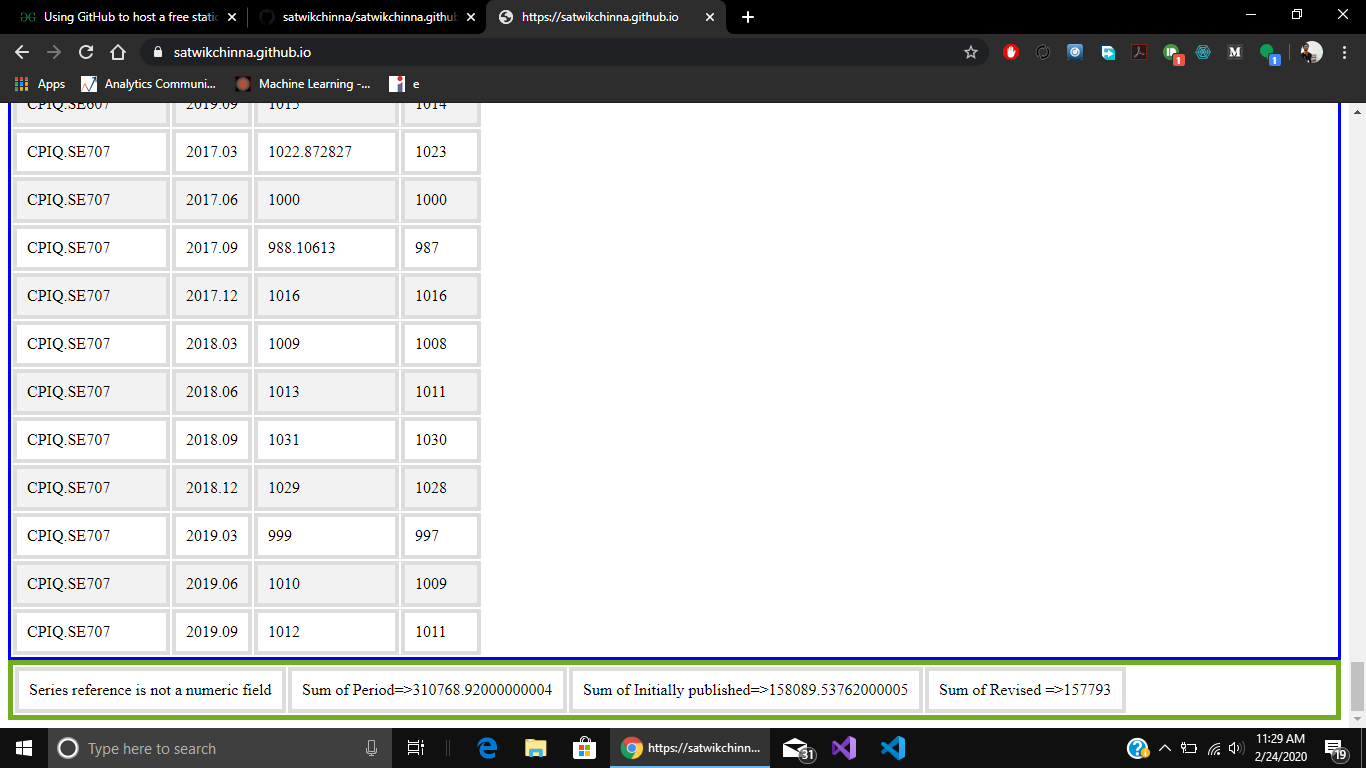 Using GitHub to host a free static
satwikchinna/satwikchinna.github
https://satwikchinna.github.io
satwikchinna.github.io
1
M
1
Apps
Analytics Communi...
Machine Learning -...
e
CPIQ.SE607 2019.09 1015 1014
CPIQ.SE707 2017.03 1022.872827 1023
CPIQ.SE707 2017.06 1000 1000
CPIQ.SE707 2017.09 988.10613 987
CPIQ.SE707 2017.12 1016 1016
CPIQ.SE707 2018.03 1009 1008
CPIQ.SE707 2018.06 1013 1011
CPIQ.SE707 2018.09 1031 1030
CPIQ.SE707 2018.12 1029 1028
CPIQ.SE707 2019.03 999 997
CPIQ.SE707 2019.06 1010 1009
CPIQ.SE707 2019.09 1012 1011
Series reference is not a numeric field
Sum of Period=>310768.92000000004
Sum of Initially published=>158089.53762000005
Sum of Revised =>157793
Type here to search
https://satwikchinn...
31
11:29 AM
2/24/2020
19